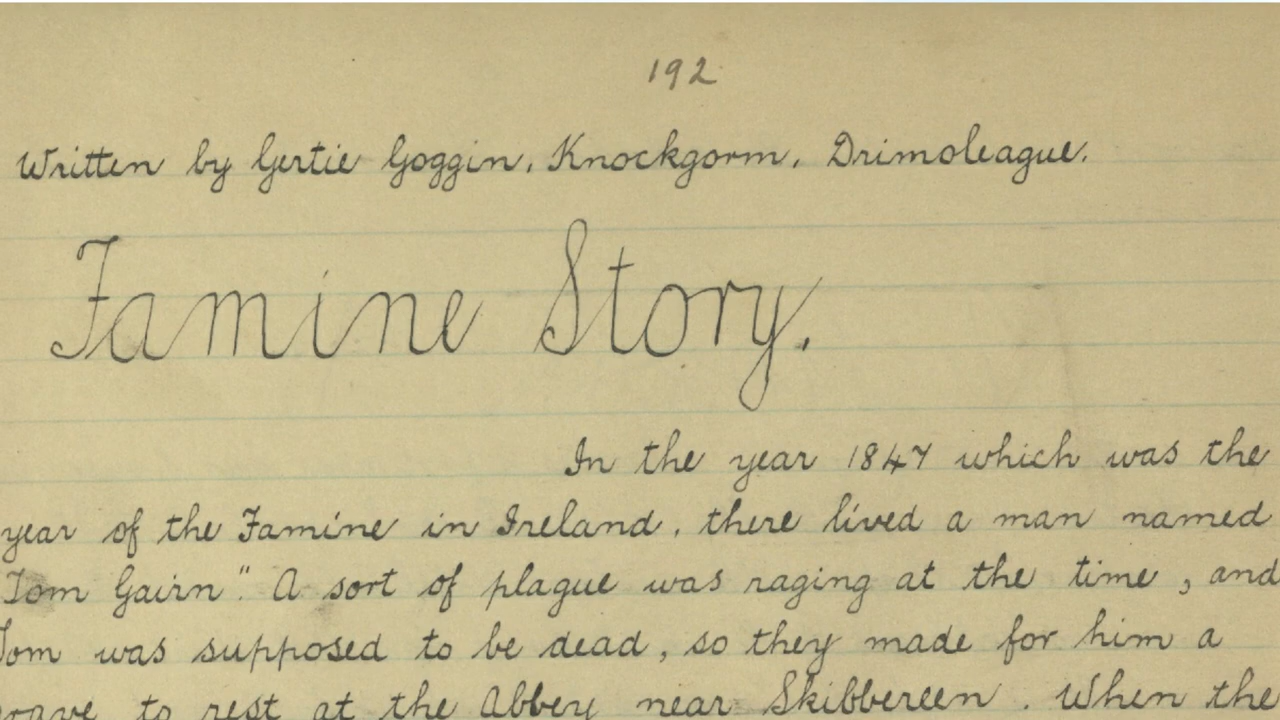 192
Written by Gertie Goggin, Knockgorm, Drimoleague.
Famine Story.
In the year 1847 which was the
year of the Famine in Ireland, there lived a man named
Tom Gairn". A sort of plague was raging at the time, and
Tom was supposed to be dead, so they made for him a
grave to rest at the Abbey near Skibbereen. When the